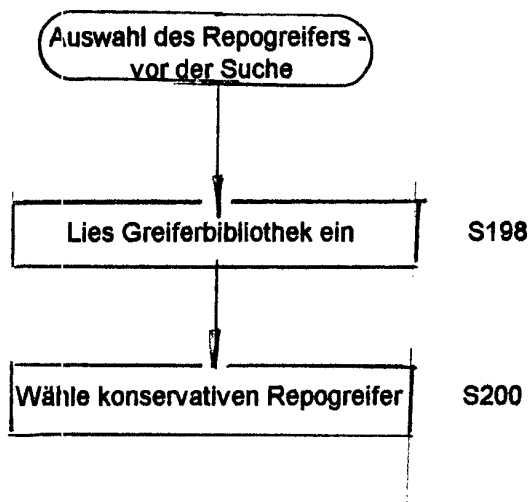 Auswahl des Repogreifers -
vor der Suche
Lies Greiferbibliothek ein
S198
Wähle konservativen Repogreifer
S200